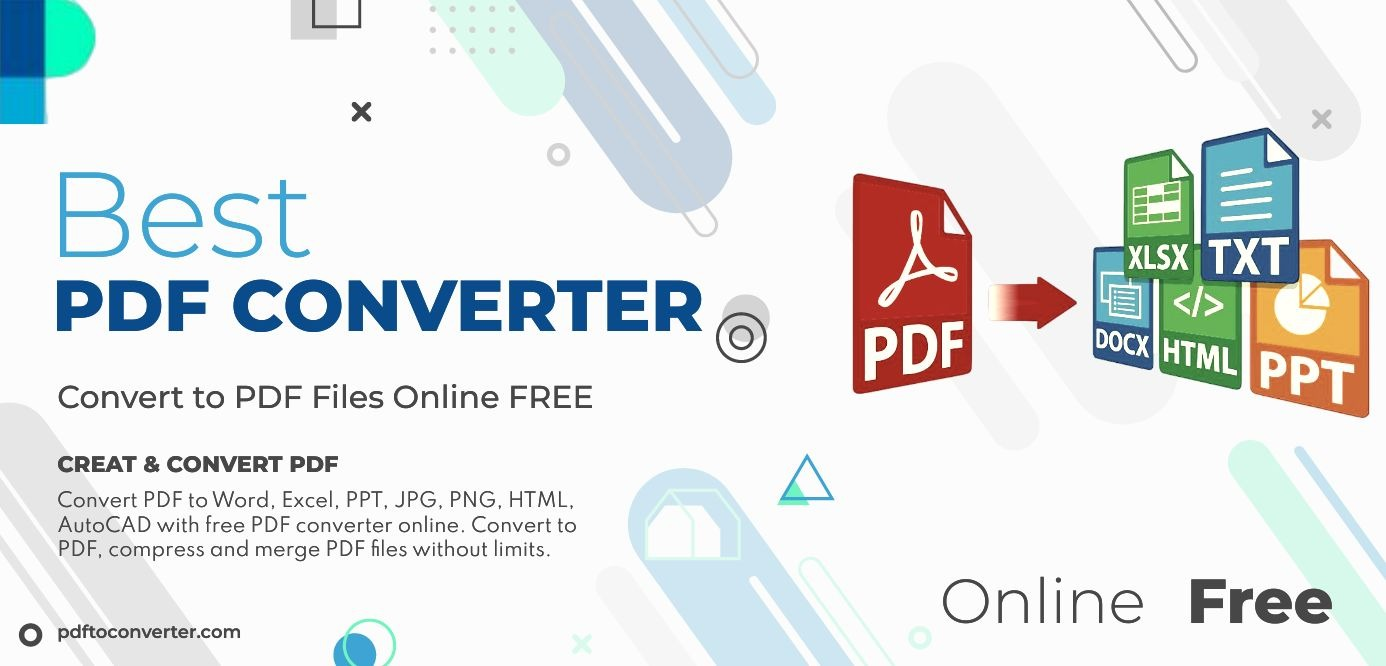 Best
PDF CONVERTER
Convert to PDF Files Online FREE
CREAT & CONVERT PDF
Convert PDF to Word, Excel, PPT, JPG, PNG, HTML,
AutoCAD with free PDF converter online. Convert to
PDF, compress and merge PDF files without limits.
pdftoconverter.com
PDF
XLSX
TXT
DOCX
</>
HTML
PPT
Online Free